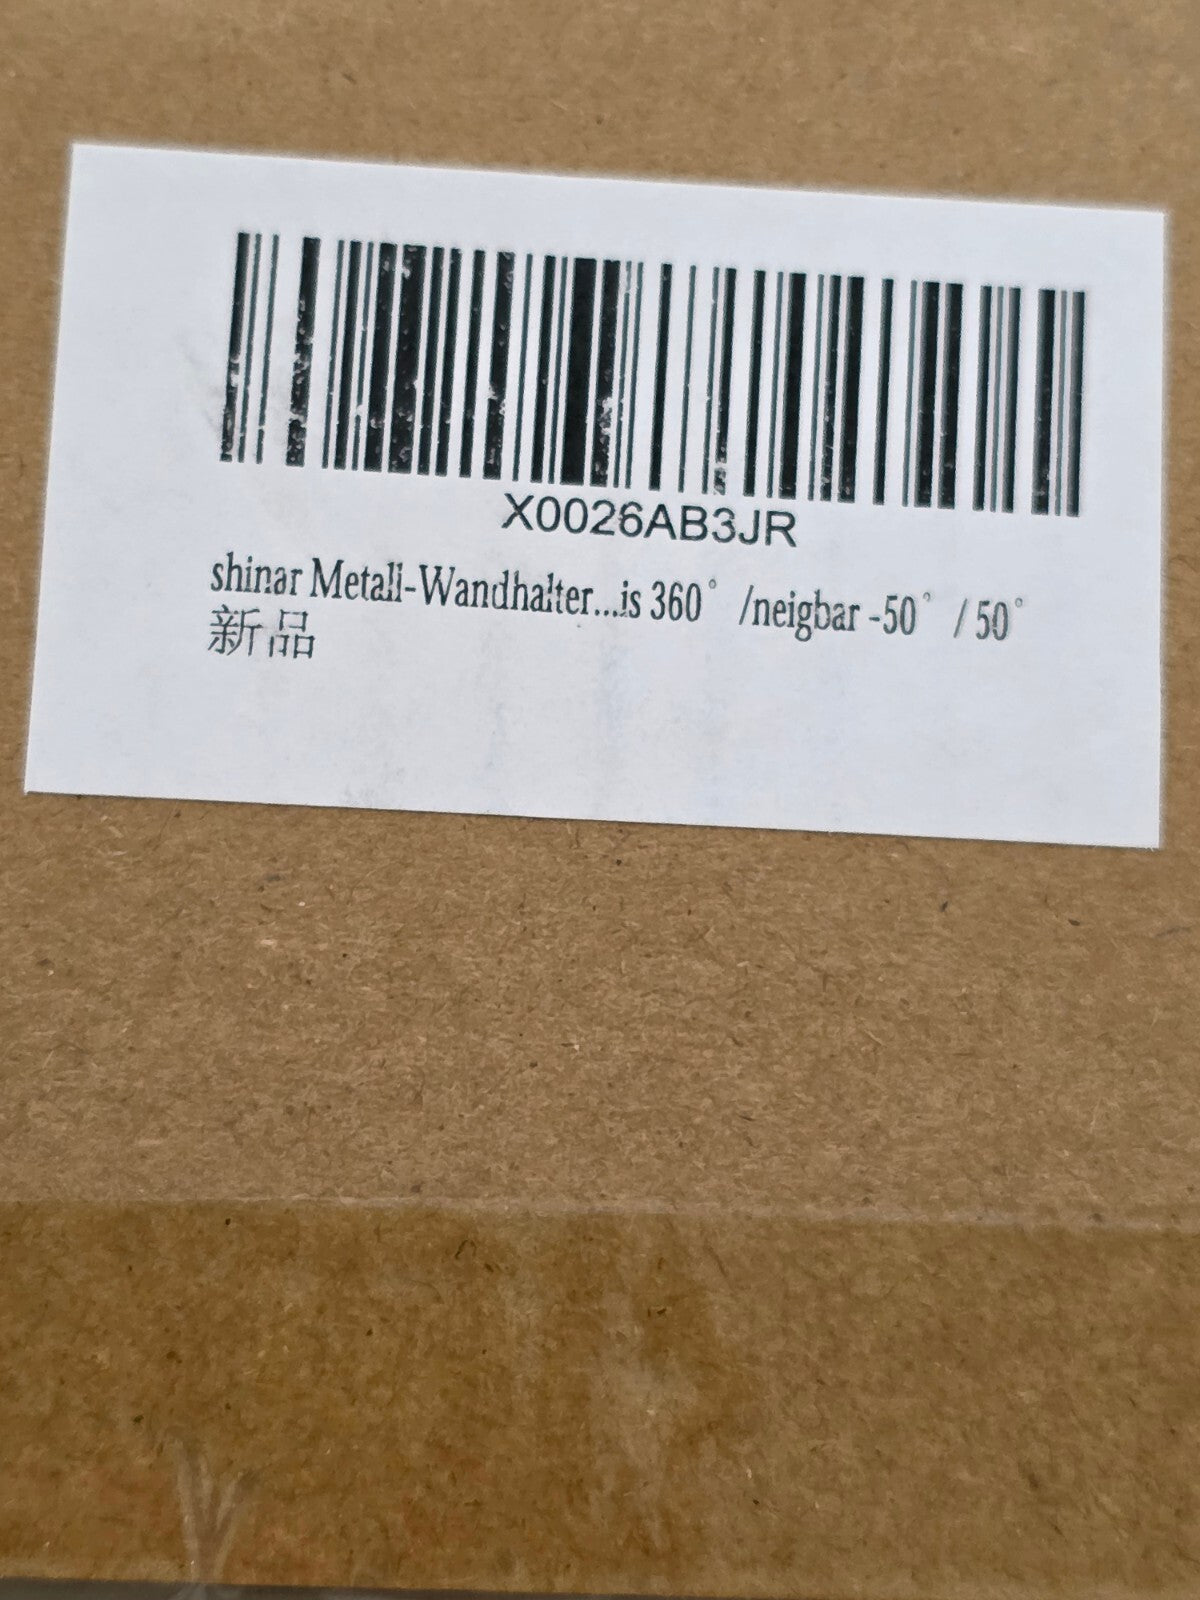 X0026AB3JR
shinar Metall-Wandhalter...is 360° /neigbar -50° / 50°
新品